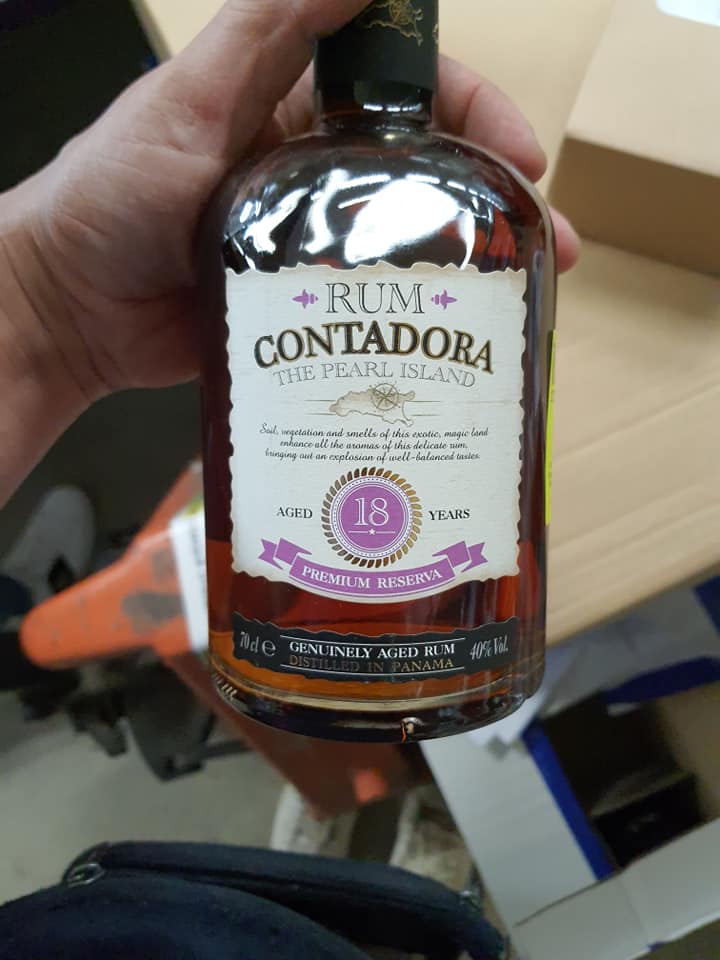 RUM
CONTADORA
THE PEARL ISLAND
Soil, vegetation and smells of this exotic, magic land
enhance all the aromas of this delicate rum,
bringing out an explosion of well-balanced tastes.
AGED 18 YEARS
PREMIUM RESERVA
70 cl e GENUINELY AGED RUM 40% Vol.
DISTILLED IN PANAMA